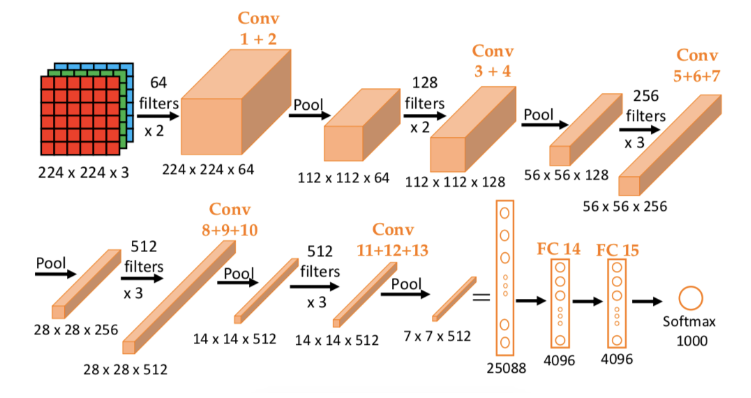 Conv
1 + 2
64
filters
x 2
Pool
224 x 224 x 3
224 x 224 x 64
112 x 112 x 64
128
filters
x 2
Conv
3 + 4
112 x 112 x 128
Pool
56 x 56 x 128
256
filters
x 3
Conv
5+6+7
56 x 56 x 256
Pool
28 x 28 x 256
512
filters
x 3
Conv
8+9+10
28 x 28 x 512
Pool
14 x 14 x 512
512
filters
x 3
Conv
11+12+13
14 x 14 x 512
Pool
7 x 7 x 512
=
25088
FC 14
4096
FC 15
4096
Softmax
1000